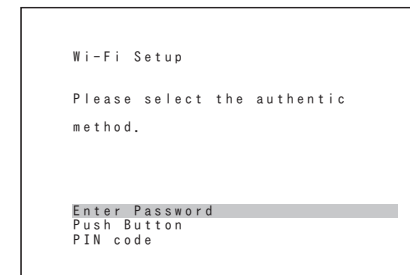 Wi-Fi Setup
Please select the authentic
method.
Enter Password
Push Button
PIN code